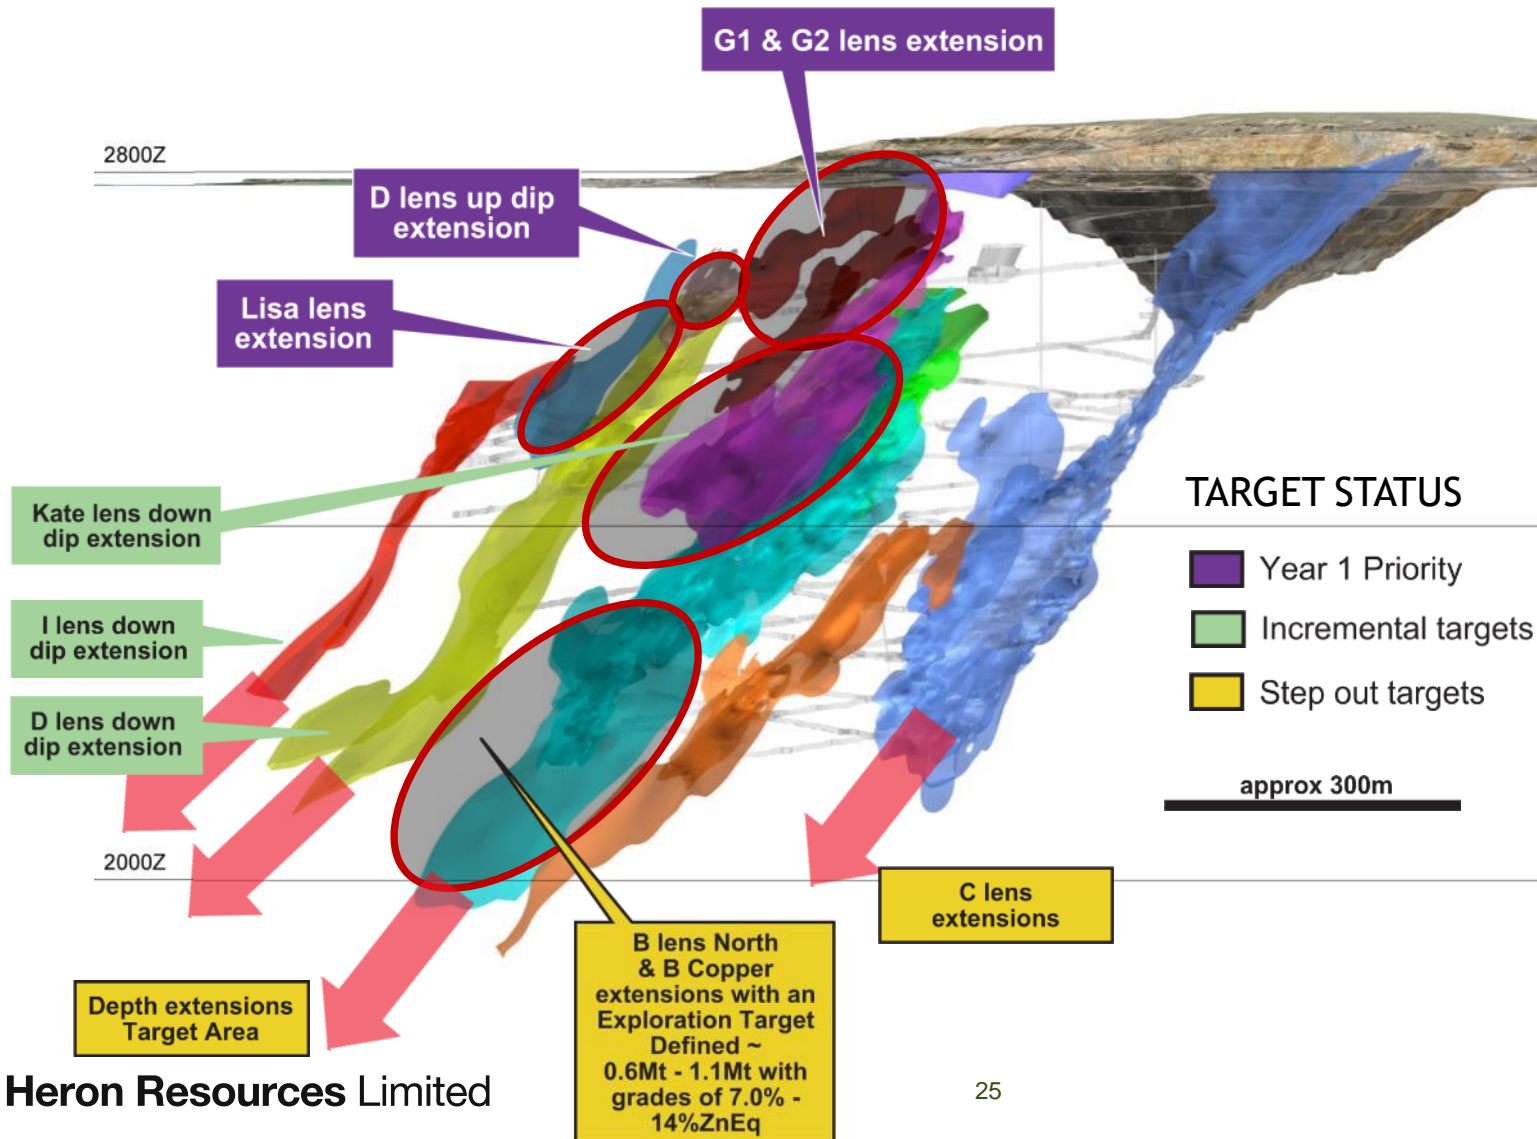 G1 & G2 lens extension
2800Z
D lens up dip
extension
Lisa lens
extension
Kate lens down
dip extension
I lens down
dip extension
D lens down
dip extension
TARGET STATUS
Year 1 Priority
Incremental targets
Step out targets
approx 300m
2000Z
C lens
extensions
B lens North
& B Copper
extensions with an
Exploration Target
Defined ~
0.6Mt - 1.1Mt with
grades of 7.0% -
14%ZnEq
Depth extensions
Target Area
Heron Resources Limited
25